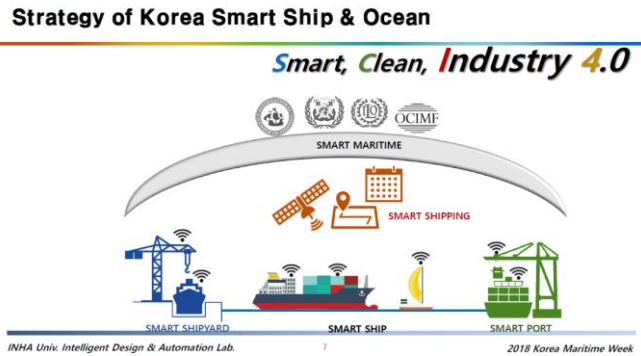 Strategy of Korea Smart Ship & Ocean
Smart, Clean, Industry 4.0
ILO
OCIMF
SMART MARITIME
SMART SHIPPING
SMART SHIPYARD
SMART SHIP
SMART PORT
INHA Univ. Intelligent Design & Automation Lab.
7
2018 Korea Maritime Week